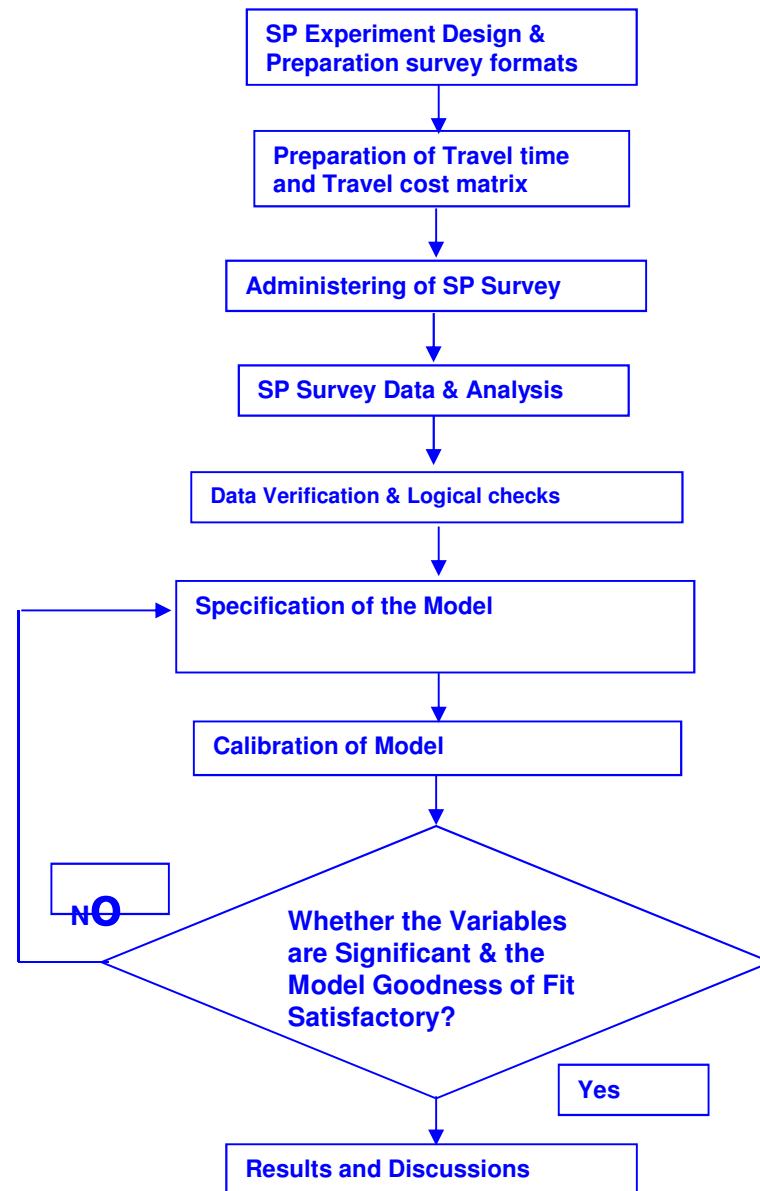 SP Experiment Design &
Preparation survey formats
Preparation of Travel time
and Travel cost matrix
Administering of SP Survey
SP Survey Data & Analysis
Data Verification & Logical checks
Specification of the Model
Calibration of Model
NO
Whether the Variables
are Significant & the
Model Goodness of Fit
Satisfactory?
Yes
Results and Discussions